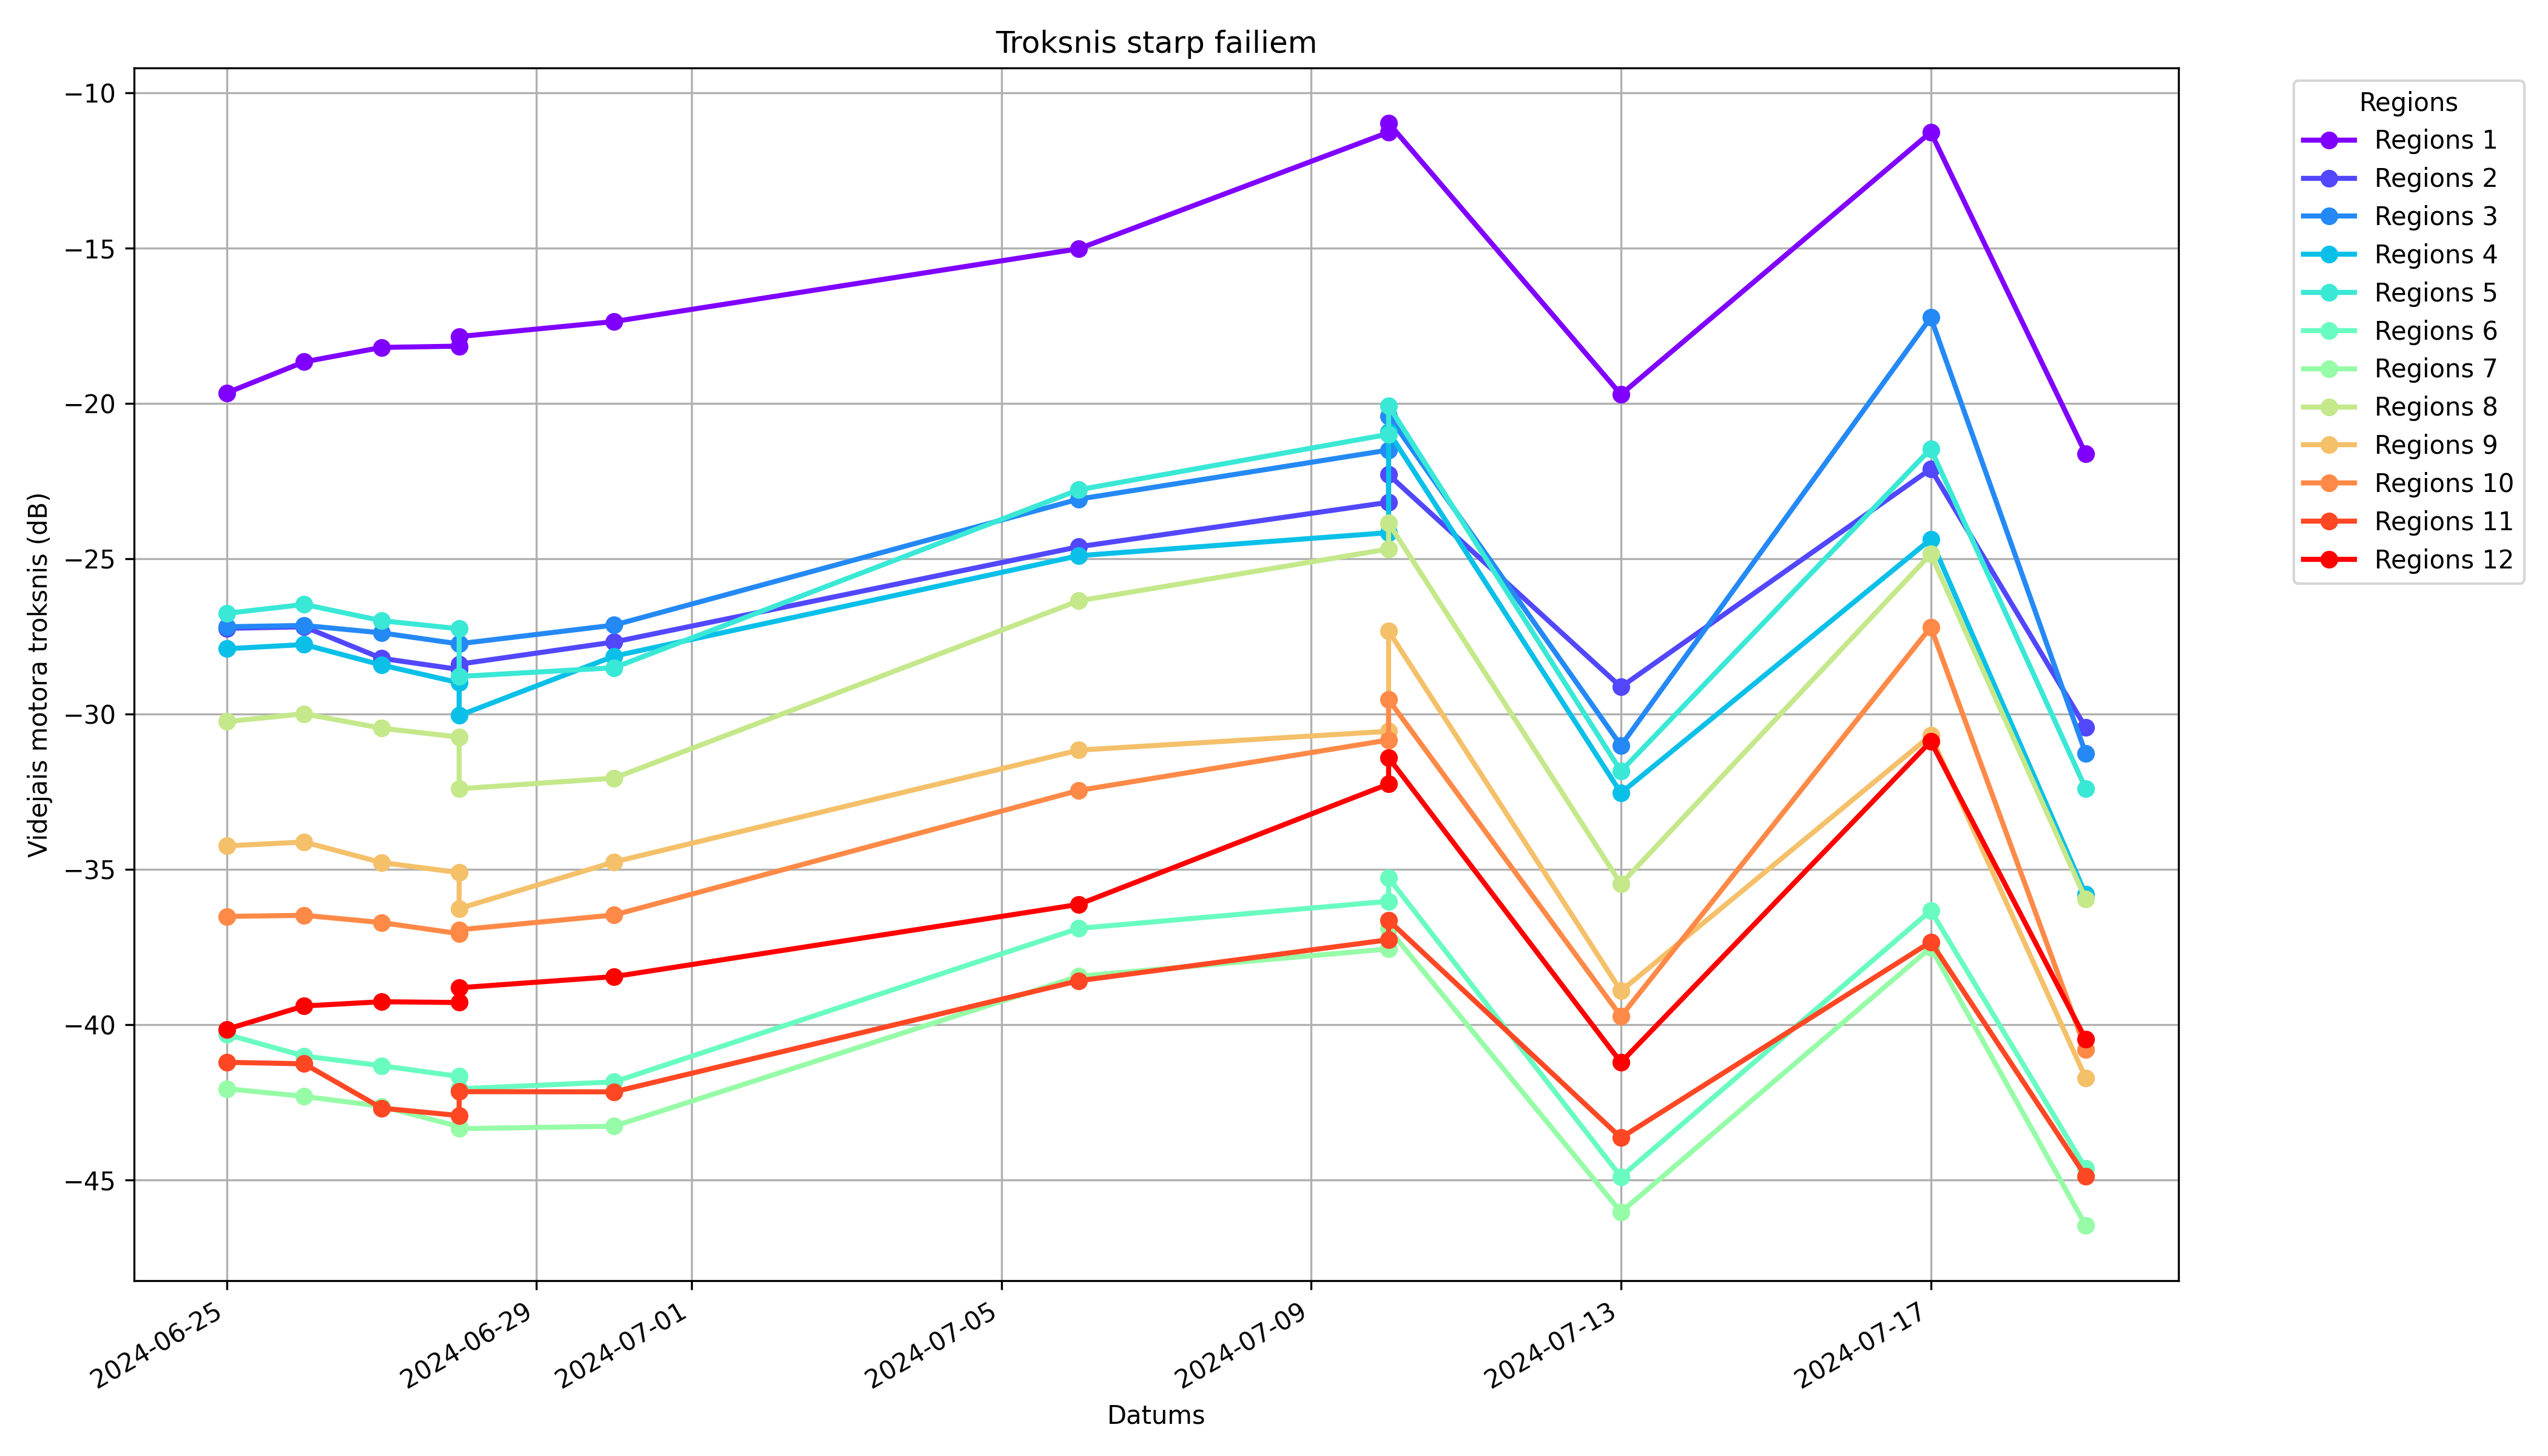 Troksnis starp failiem
Videjais motora troksnis (dB)
−10
−15
−20
−25
−30
−35
−40
−45
2024-06-25
2024-06-29
2024-07-01
2024-07-05
2024-07-09
2024-07-13
2024-07-17
Datums
Regions
Regions 1
Regions 2
Regions 3
Regions 4
Regions 5
Regions 6
Regions 7
Regions 8
Regions 9
Regions 10
Regions 11
Regions 12